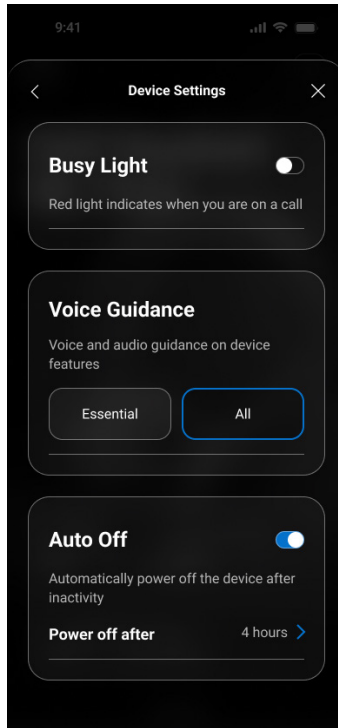 9:41
Device Settings
Busy Light
Red light indicates when you are on a call
Voice Guidance
Voice and audio guidance on device
features
Essential
All
Auto Off
Automatically power off the device after
inactivity
Power off after
4 hours